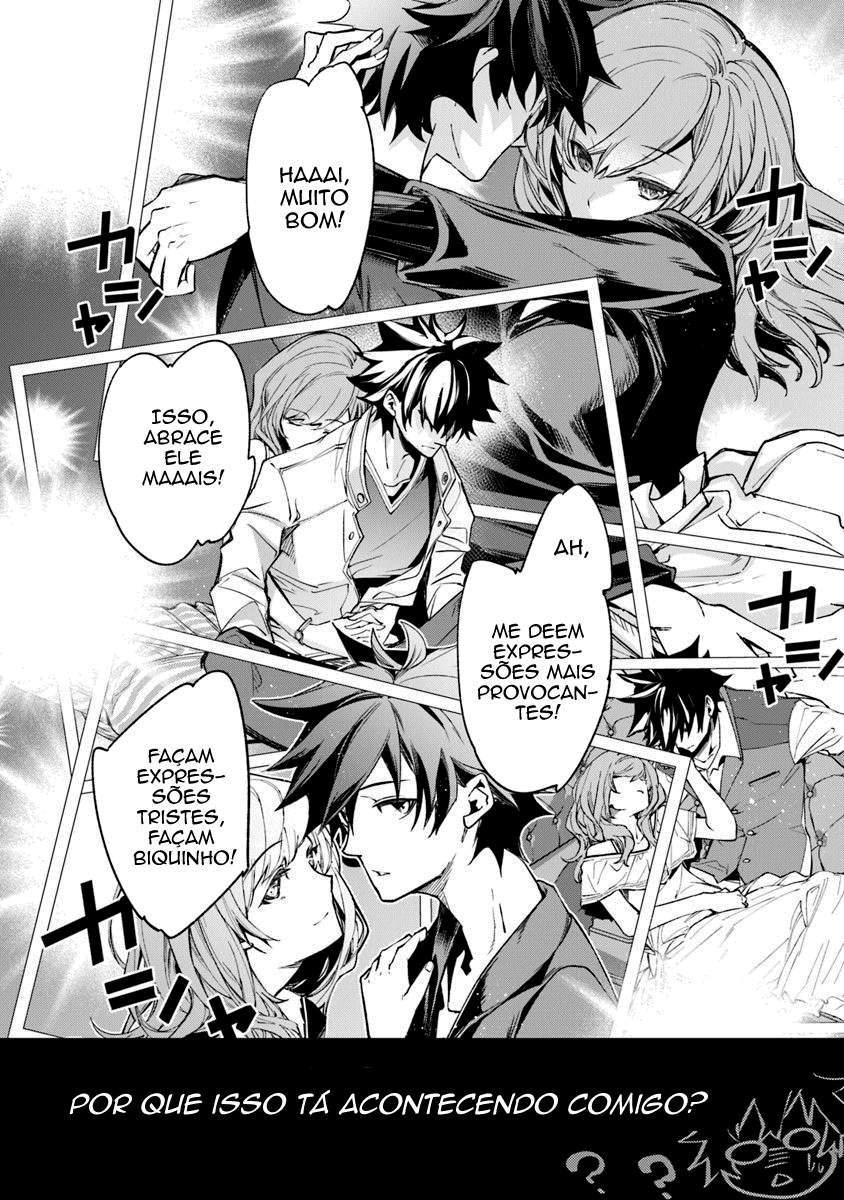 HAAAI,
MUITO
BOM!
カシャ
カシャ
ISSO,
ABRACE
ELE
MAAAIS!
AH,
ME DEEM
EXPRES-
SÕES MAIS
PROVOCAN-
TES!
カシャ
FAÇAM
EXPRES-
SÕES
TRISTES,
FAÇAM
BIQUINHO!
カシャ
POR QUE ISSO TÁ ACONTECENDO COMIGO?
? ?